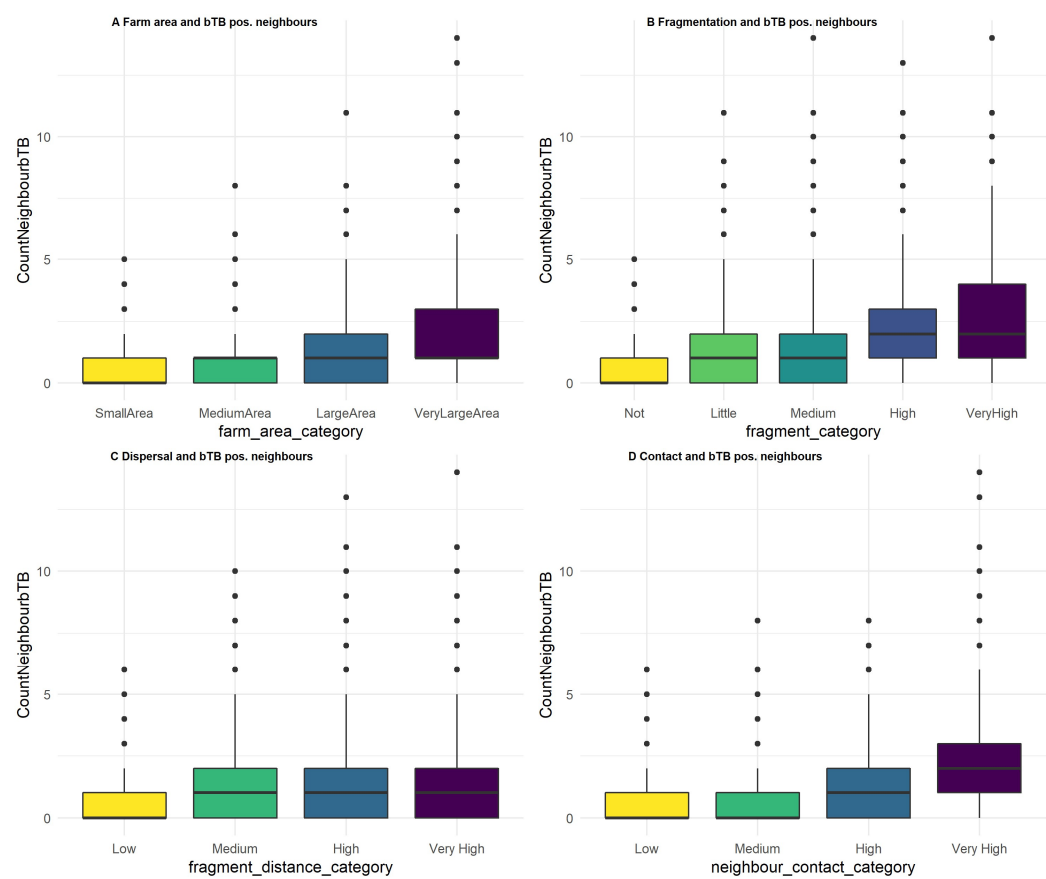 A Farm area and bTB pos. neighbours
CountNeighbourbTB
10
5
0
SmallArea MediumArea LargeArea VeryLargeArea
farm_area_category
B Fragmentation and bTB pos. neighbours
CountNeighbourbTB
10
5
0
Not Little Medium High VeryHigh
fragment_category
C Dispersal and bTB pos. neighbours
CountNeighbourbTB
10
5
0
Low Medium High Very High
fragment_distance_category
D Contact and bTB pos. neighbours
CountNeighbourbTB
10
5
0
Low Medium High Very High
neighbour_contact_category